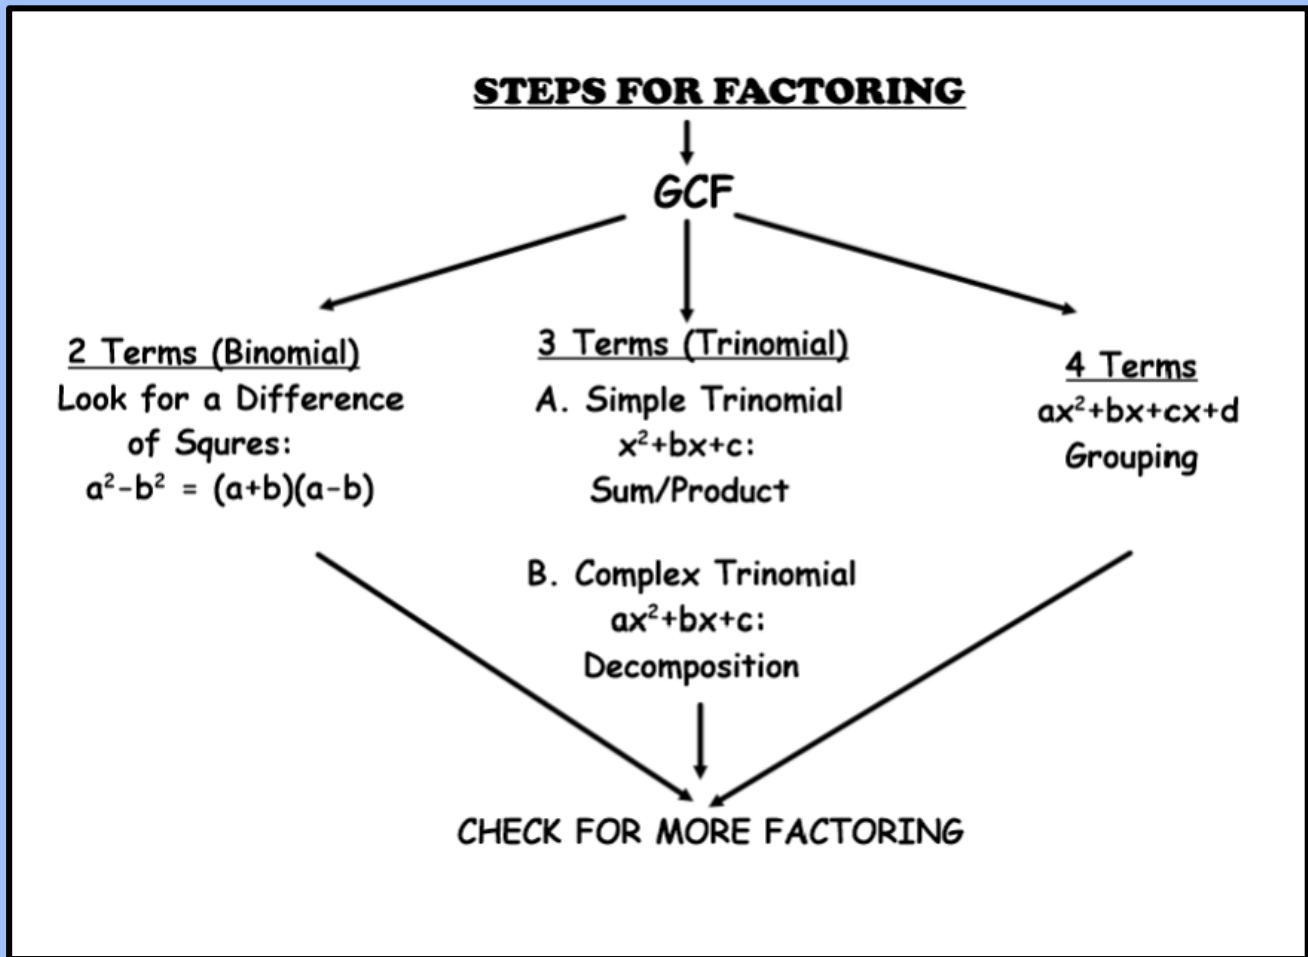 STEPS FOR FACTORING
GCF
2 Terms (Binomial)
Look for a Difference
of Squres:
a²-b² = (a+b)(a-b)
3 Terms (Trinomial)
A. Simple Trinomial
x²+bx+c:
Sum/Product
B. Complex Trinomial
ax²+bx+c:
Decomposition
4 Terms
ax²+bx+cx+d
Grouping
CHECK FOR MORE FACTORING